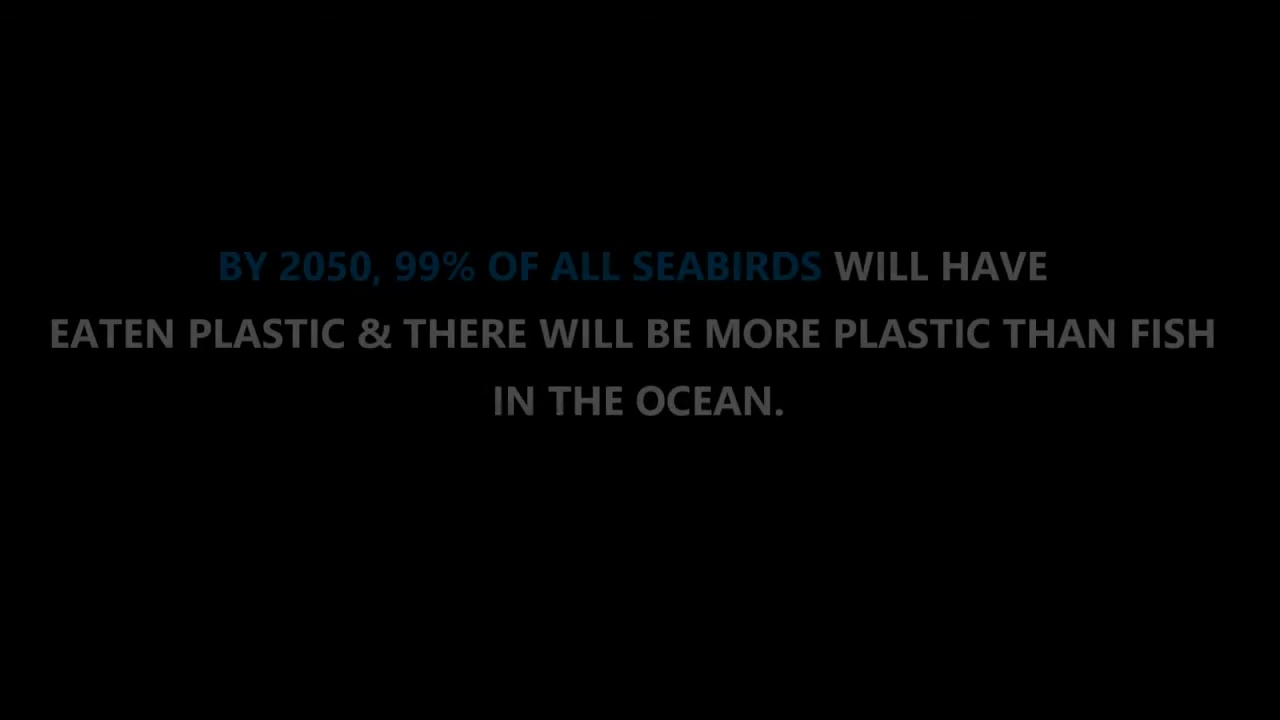 BY 2050, 99% OF ALL SEABIRDS WILL HAVE
EATEN PLASTIC & THERE WILL BE MORE PLASTIC THAN FISH
IN THE OCEAN.